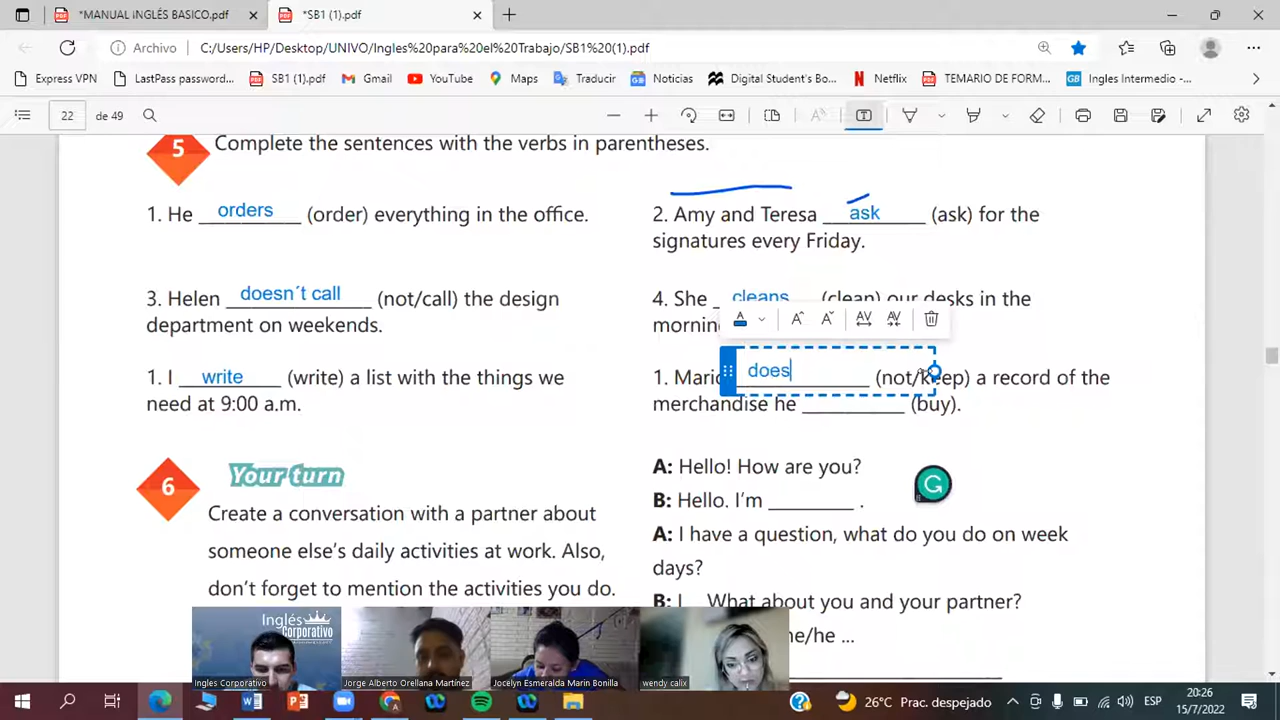 *MANUAL iNGLÉS BASICO.pdf
*SB1 (1).pdf
Archivo
C:/Users/HP/Desktop/UNIVO/Ingles%20para%20el%20Trabajo/SB1%20(1).pdf
Express VPN
LastPass password...
SB1 (1).pdf
Gmail
YouTube
Maps
Traducir
Noticias
Digital Student's Bo...
Netflix
TEMARIO DE FORM...
Ingles Intermedio -...
22
de 49
5
Complete the sentences with the verbs in parentheses.
1. He orders (order) everything in the office.
2. Amy and Teresa ask (ask) for the
signatures every Friday.
3. Helen doesn´t call (not/call) the design
department on weekends.
4. She cleans (clean) our desks in the
mornin
1. I write (write) a list with the things we
need at 9:00 a.m.
1. Mario does (not/keep) a record of the
merchandise he __________ (buy).
6
Your turn
Create a conversation with a partner about
someone else's daily activities at work. Also,
don't forget to mention the activities you do.
A: Hello! How are you?
B: Hello. I'm ________ .
A: I have a question, what do you do on week
days?
B: I What about you and your partner?
he/he ...
Inglés
Corporativo
Ingles Corporativo
Jorge Alberto Orellana Martínez
Jocelyn Esmeralda Marin Bonilla
wendy calix
26°C Prac. despejado
ESP
20:26
15/7/2022